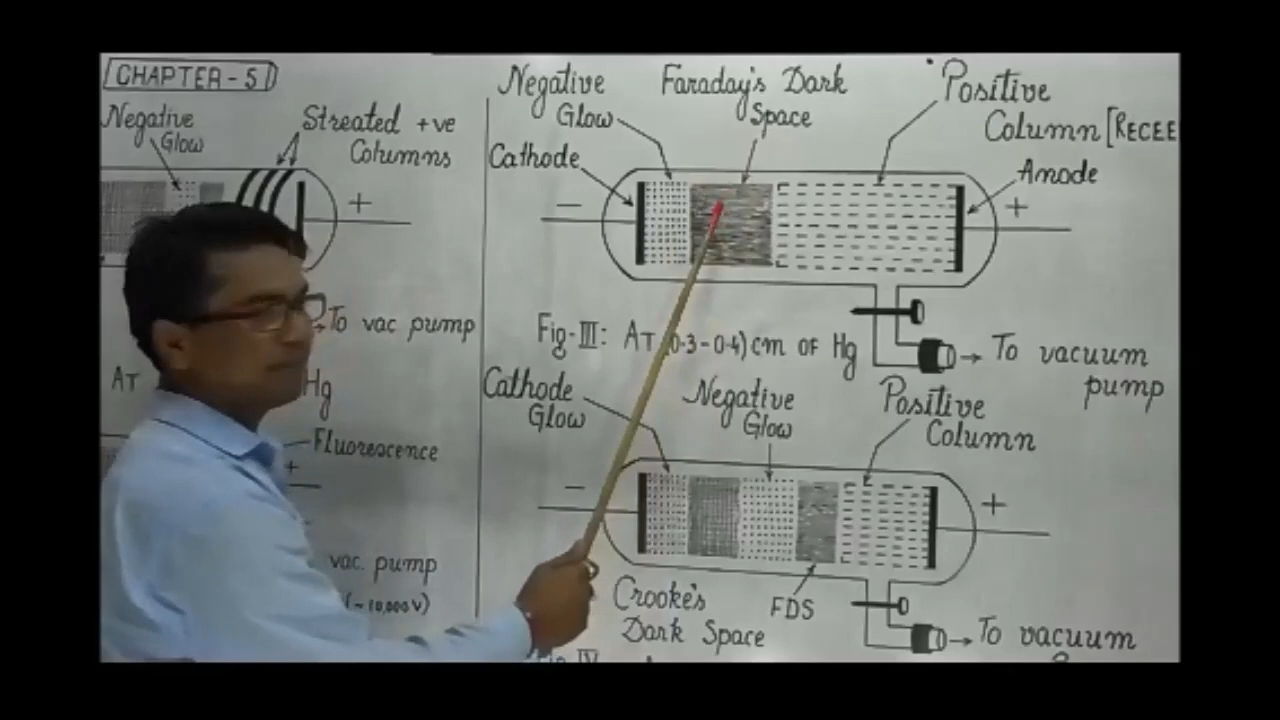 CHAPTER-5
Negative
Glow
Streated +ve
Columns
+
To vac pump
AT
Hg
Fluorescence
+
vac. pump
(~10,000V)
Negative
Glow
Faraday's Dark
Space
Positive
Column [RECEE
Cathode
Anode
−
+
Fig-III: AT (0.3-0.4) cm OF Hg
To vacuum
pump
Cathode
Glow
Negative
Glow
Positive
Column
−
+
Crooke's
Dark Space
FDS
To vacuum